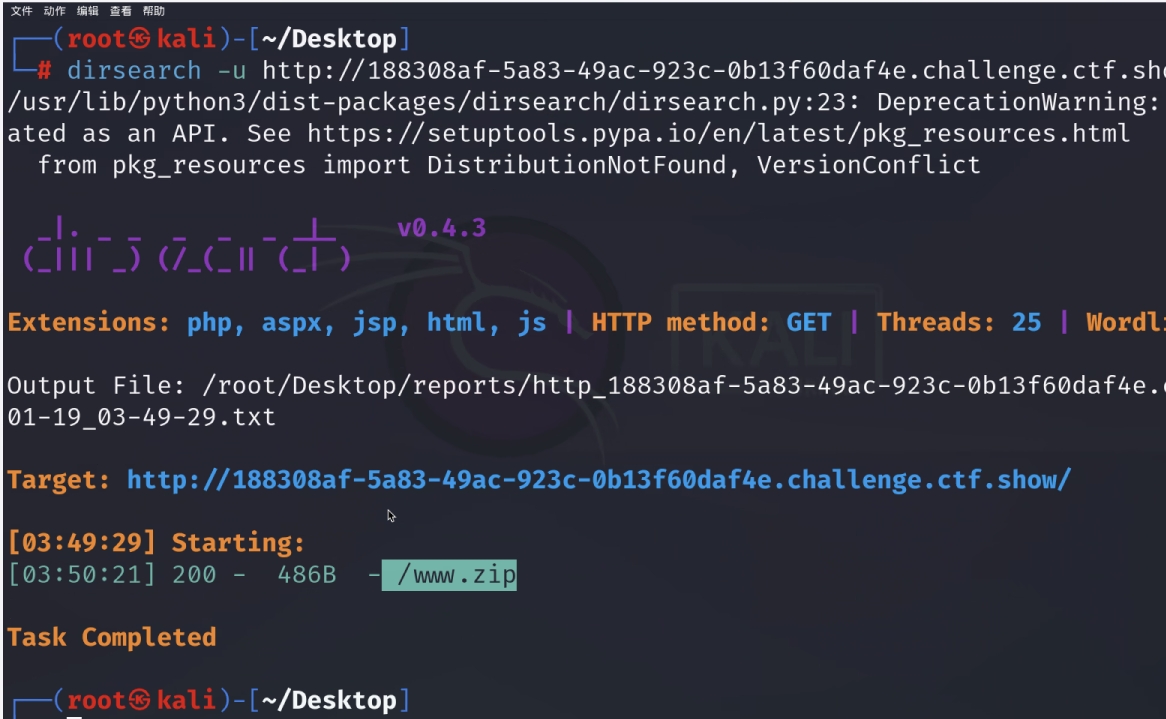 文件 动作 编辑 查看 帮助
┌──(root㉿kali)-[~/Desktop]
└─# dirsearch -u http://188308af-5a83-49ac-923c-0b13f60daf4e.challenge.ctf.sh
/usr/lib/python3/dist-packages/dirsearch/dirsearch.py:23: DeprecationWarning:
ated as an API. See https://setuptools.pypa.io/en/latest/pkg_resources.html
from pkg_resources import DistributionNotFound, VersionConflict
v0.4.3
Extensions: php, aspx, jsp, html, js | HTTP method: GET | Threads: 25 |
Output File: /root/Desktop/reports/http_188308af-5a83-49ac-923c-0b13f60daf4e.
01-19_03-49-29.txt
Target: http://188308af-5a83-49ac-923c-0b13f60daf4e.challenge.ctf.show/
[03:49:29] Starting:
[03:50:21] 200 - 486B - /www.zip
Task Completed
┌──(root㉿kali)-[~/Desktop]
KALI